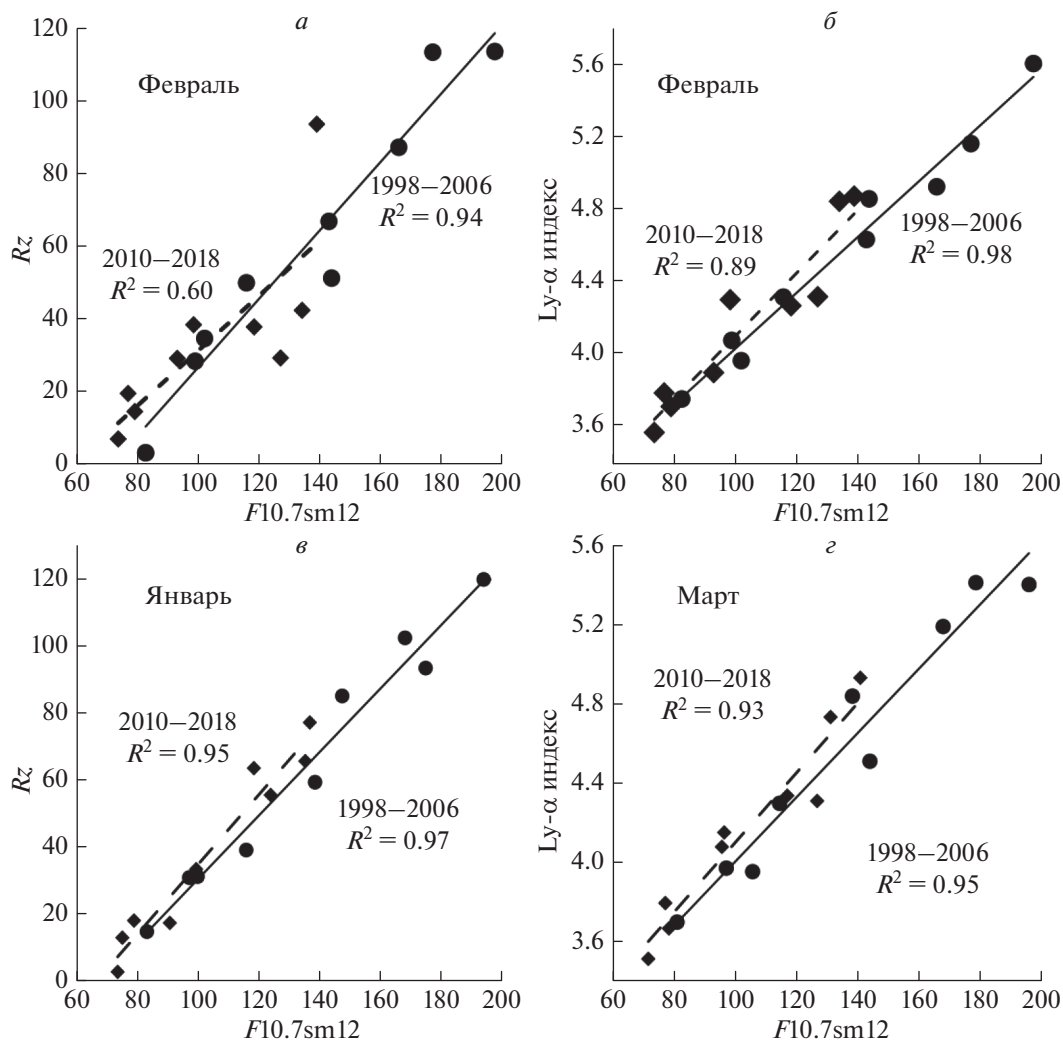 а
120
100
80
60
40
20
0
Rz
Февраль
1998–2006
R² = 0.94
2010–2018
R² = 0.60
60 80 100 120 140 160 180 200
F10.7sm12
б
5.6
5.2
4.8
4.4
4.0
3.6
Ly-α индекс
Февраль
2010–2018
R² = 0.89
1998–2006
R² = 0.98
60 80 100 120 140 160 180 200
F10.7sm12
в
120
100
80
60
40
20
0
Rz
Январь
2010–2018
R² = 0.95
1998–2006
R² = 0.97
60 80 100 120 140 160 180 200
F10.7sm12
г
5.6
5.2
4.8
4.4
4.0
3.6
Ly-α индекс
Март
2010–2018
R² = 0.93
1998–2006
R² = 0.95
60 80 100 120 140 160 180 200
F10.7sm12